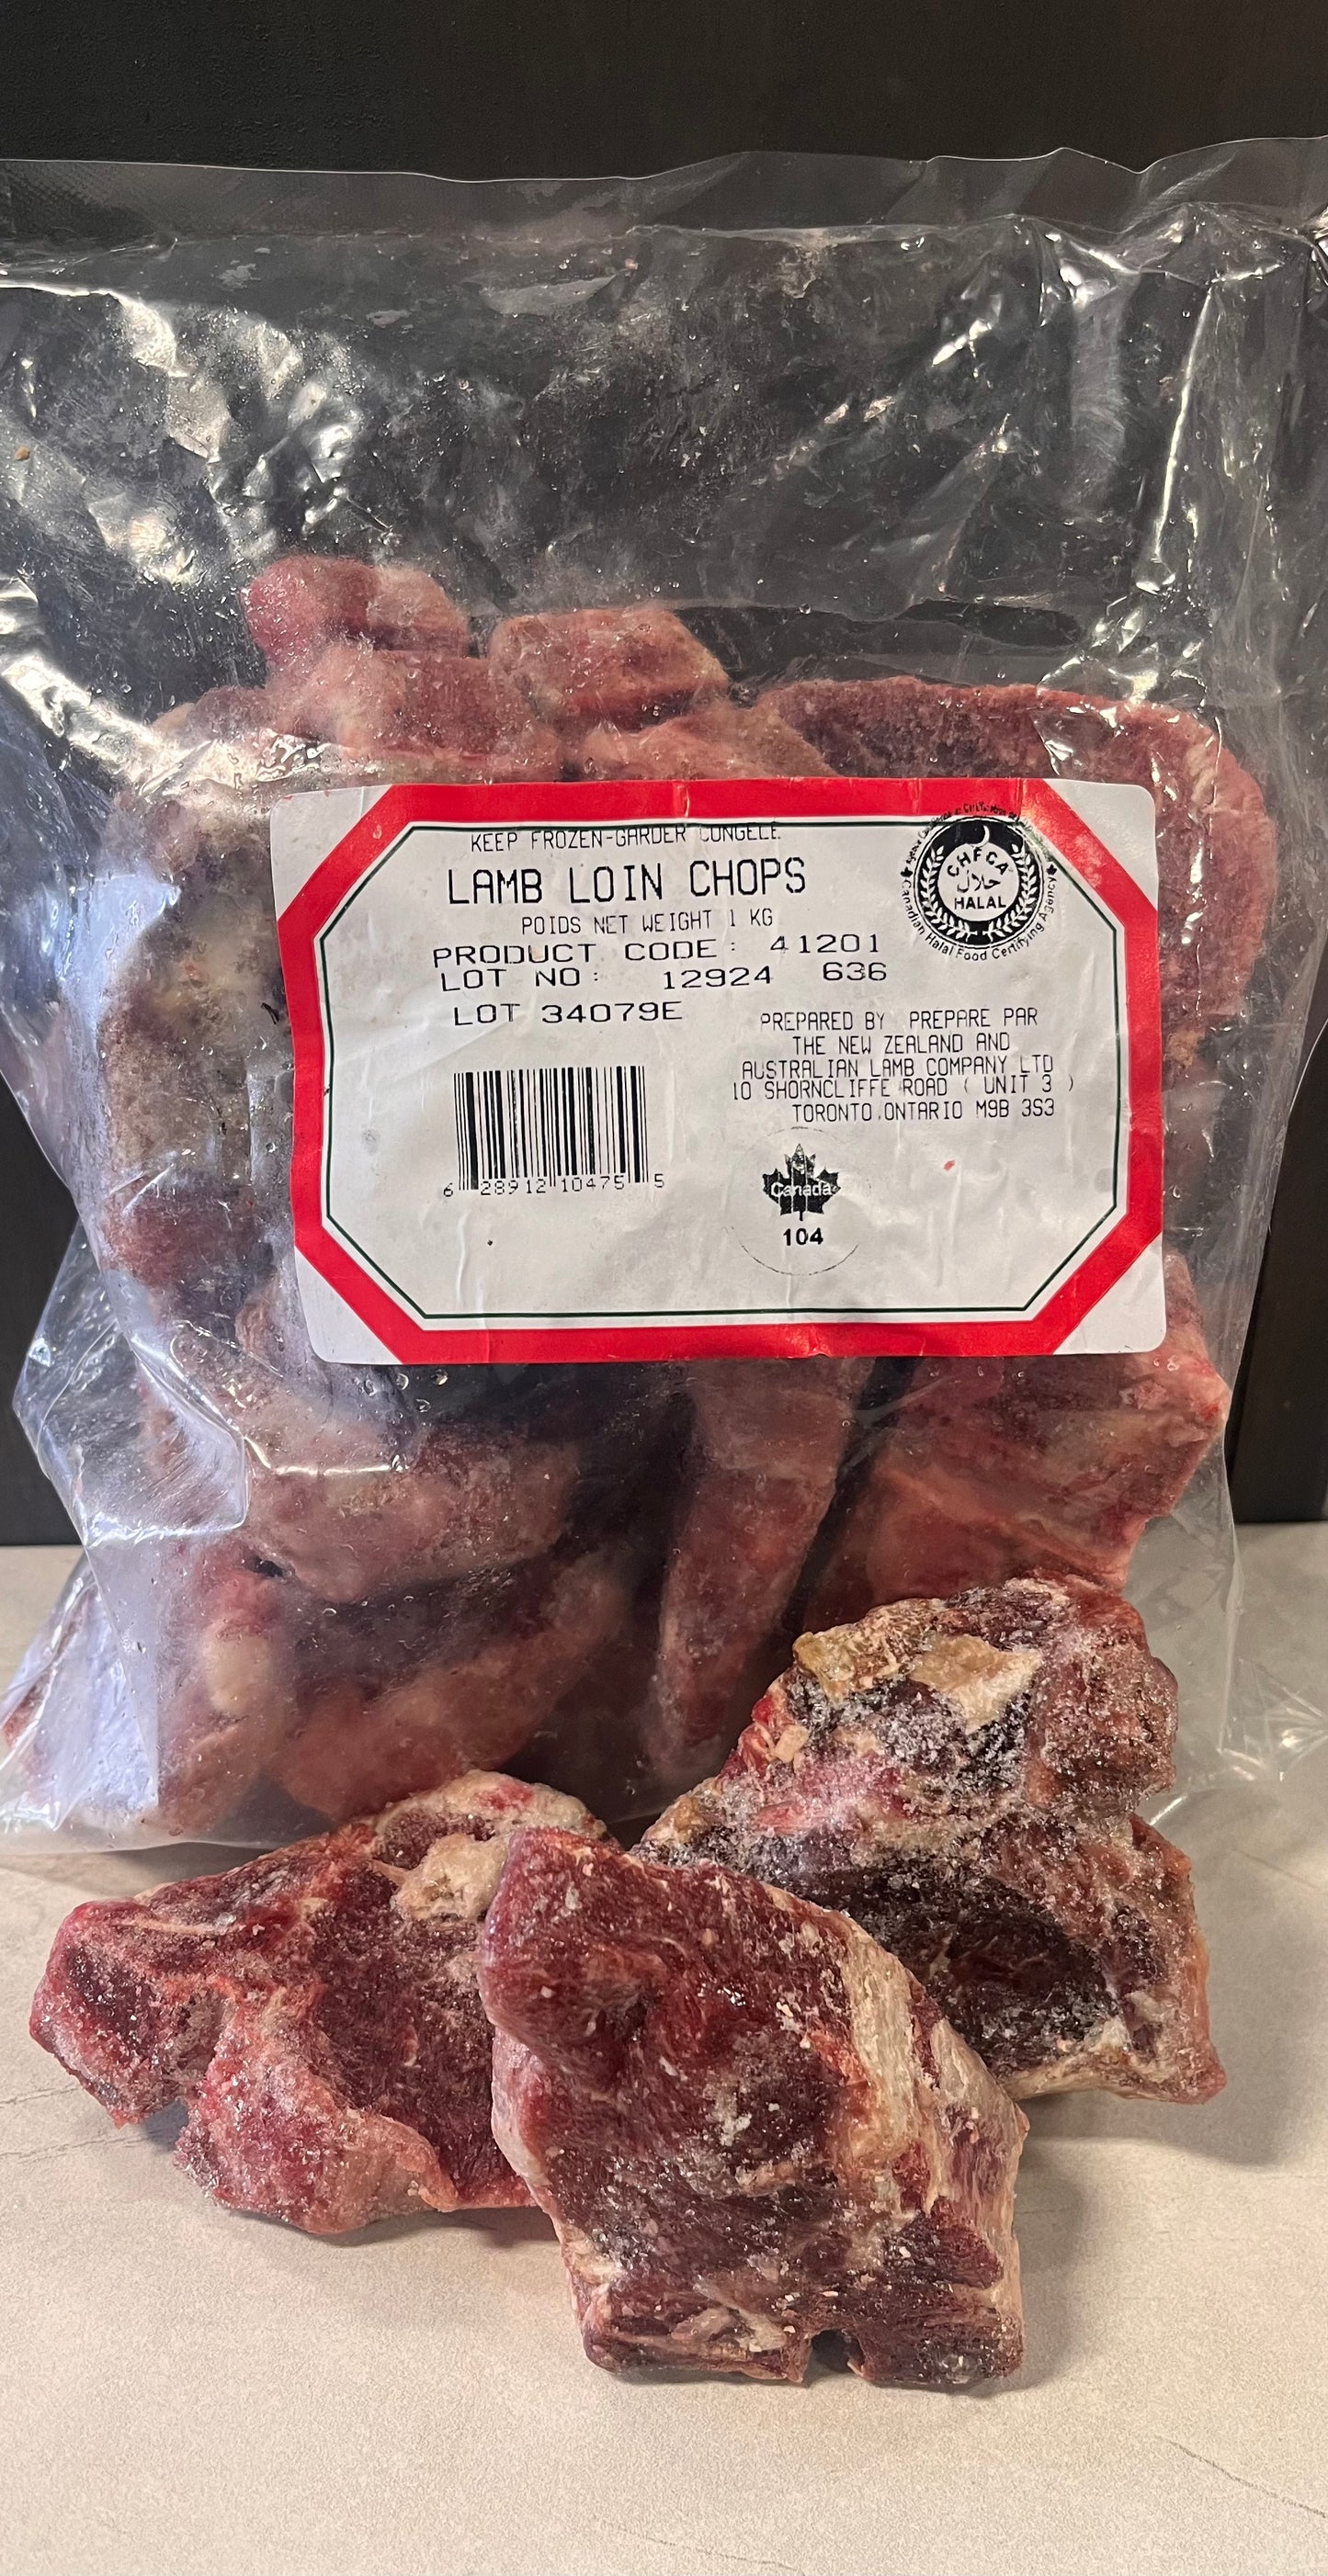 KEEP FROZEN-GARDER CONGELÉ
LAMB LOIN CHOPS
POIDS NET WEIGHT 1 KG
PRODUCT CODE: 41201
LOT NO: 12924 636
LOT 34079E
CHFCA
حلال
HALAL
Canadian Halal Food Certifying Agency
PREPARED BY PREPARE PAR
THE NEW ZEALAND AND
AUSTRALIAN LAMB COMPANY LTD
10 SHORNCLIFFE ROAD ( UNIT 3 )
TORONTO, ONTARIO M9B 3S3
6 28912 10475 5
Canada
104